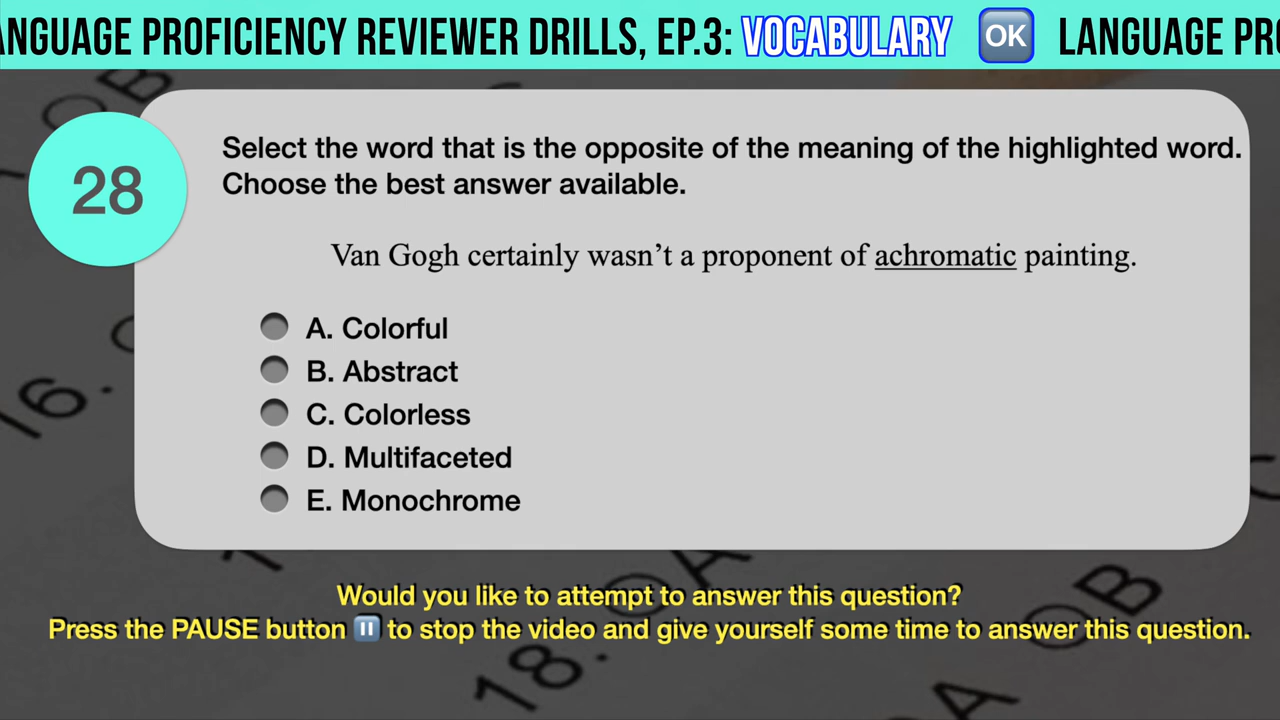 ANGUAGE PROFICIENCY REVIEWER DRILLS, EP.3: VOCABULARY OK LANGUAGE PR
28
Select the word that is the opposite of the meaning of the highlighted word.
Choose the best answer available.
Van Gogh certainly wasn’t a proponent of achromatic painting.
A. Colorful
B. Abstract
C. Colorless
D. Multifaceted
E. Monochrome
16.
Would you like to attempt to answer this question?
Press the PAUSE button ⏸ to stop the video and give yourself some time to answer this question.
18. A B
A